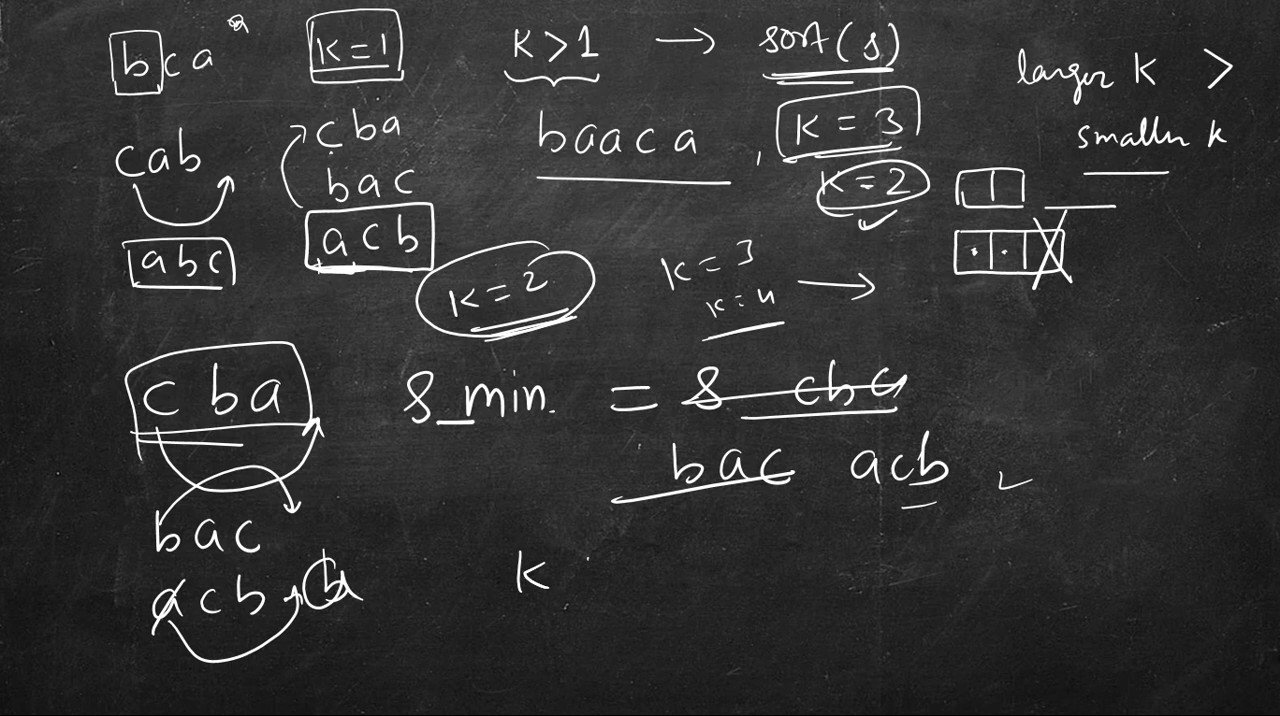 bca a
k=1
k>1 → sort(s)
larger k >
smaller k
cab
cba
baaca , k=3
bac
k=2
1
abc
acb
k=2
k=3
k=4 →
cba
s_min = s cba
bac acb
bac
acb
k